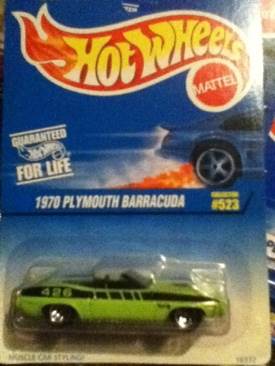 HOT WHEELS
MATTEL
GUARANTEED
FOR LIFE
1970 PLYMOUTH BARRACUDA
COLLECTOR
#523
426
MUSCLE CAR STYLING!